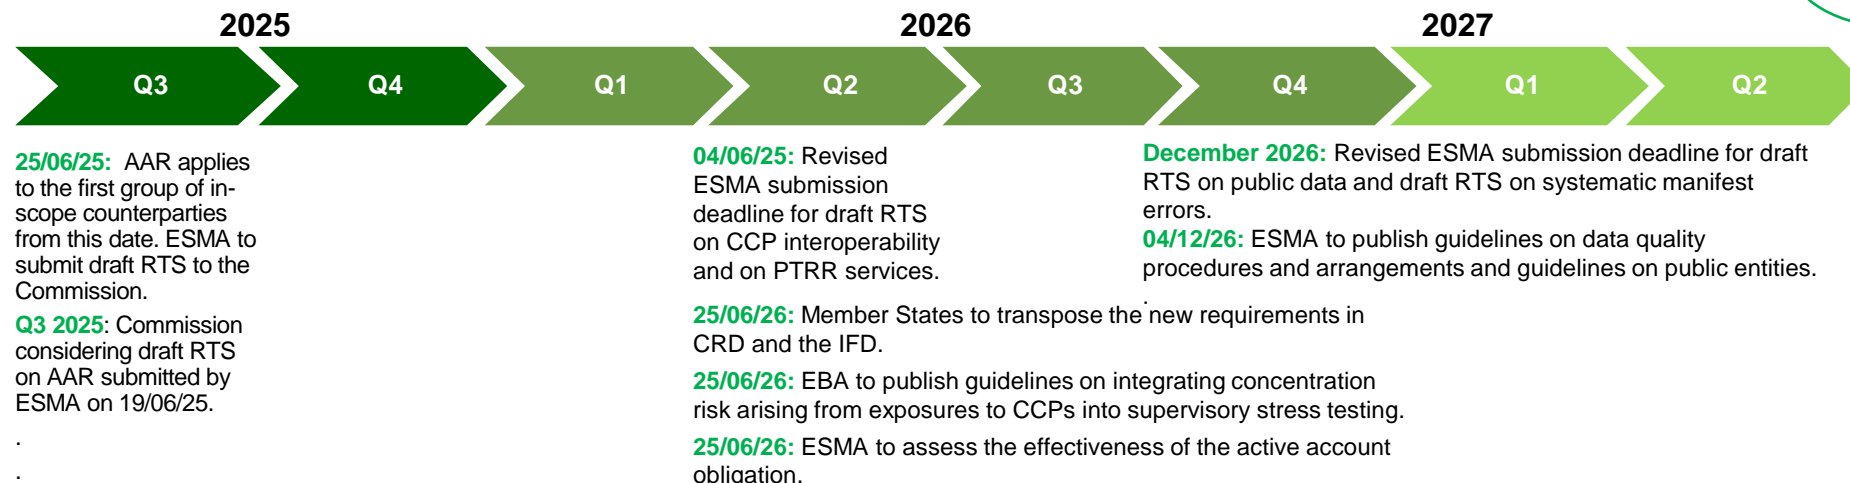 2025
2026
2027
Q3
Q4
Q1
Q2
Q3
Q4
Q1
Q2
25/06/25: AAR applies
to the first group of in-
scope counterparties
from this date. ESMA to
submit draft RTS to the
Commission.
Q3 2025: Commission
considering draft RTS
on AAR submitted by
ESMA on 19/06/25.
.
.
04/06/25: Revised
ESMA submission
deadline for draft RTS
on CCP interoperability
and on PTRR services.
25/06/26: Member States to transpose the new requirements in
CRD and the IFD.
25/06/26: EBA to publish guidelines on integrating concentration
risk arising from exposures to CCPs into supervisory stress testing.
25/06/26: ESMA to assess the effectiveness of the active account
obligation.
December 2026: Revised ESMA submission deadline for draft
RTS on public data and draft RTS on systematic manifest
errors.
04/12/26: ESMA to publish guidelines on data quality
procedures and arrangements and guidelines on public entities.
.